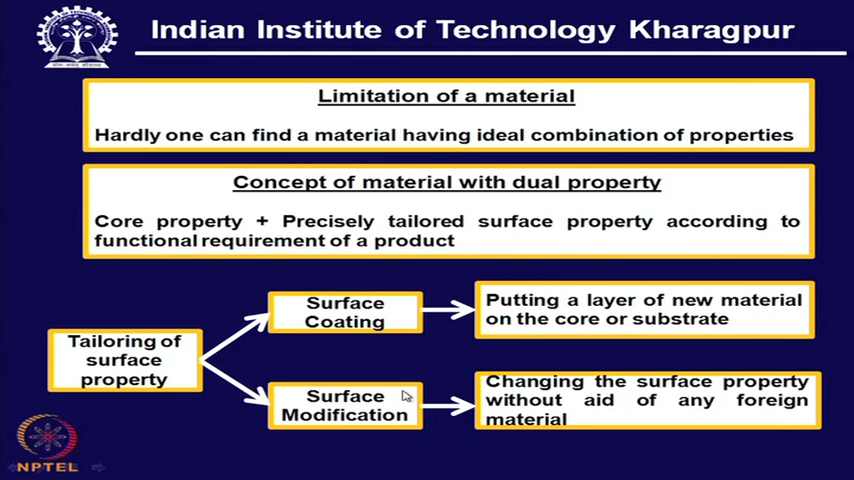 Indian Institute of Technology Kharagpur
Limitation of a material
Hardly one can find a material having ideal combination of properties
Concept of material with dual property
Core property + Precisely tailored surface property according to
functional requirement of a product
Surface
Coating
Putting a layer of new material
on the core or substrate
Tailoring of
surface
property
Surface
Modification
Changing the surface property
without aid of any foreign
material
NPTEL